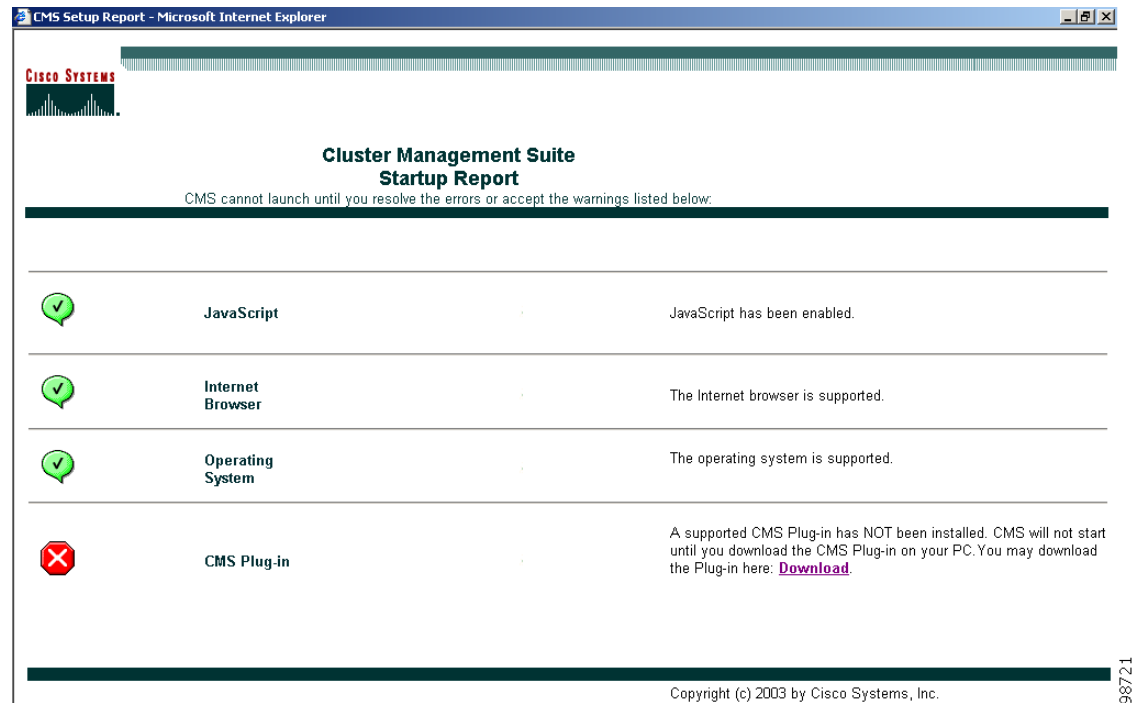 CMS Setup Report - Microsoft Internet Explorer
CISCO SYSTEMS
Cluster Management Suite
Startup Report
CMS cannot launch until you resolve the errors or accept the warnings listed below:
JavaScript
JavaScript has been enabled.
Internet
Browser
The Internet browser is supported.
Operating
System
The operating system is supported.
CMS Plug-in
A supported CMS Plug-in has NOT been installed. CMS will not start
until you download the CMS Plug-in on your PC.You may download
the Plug-in here: Download.
Copyright (c) 2003 by Cisco Systems, Inc.
98721